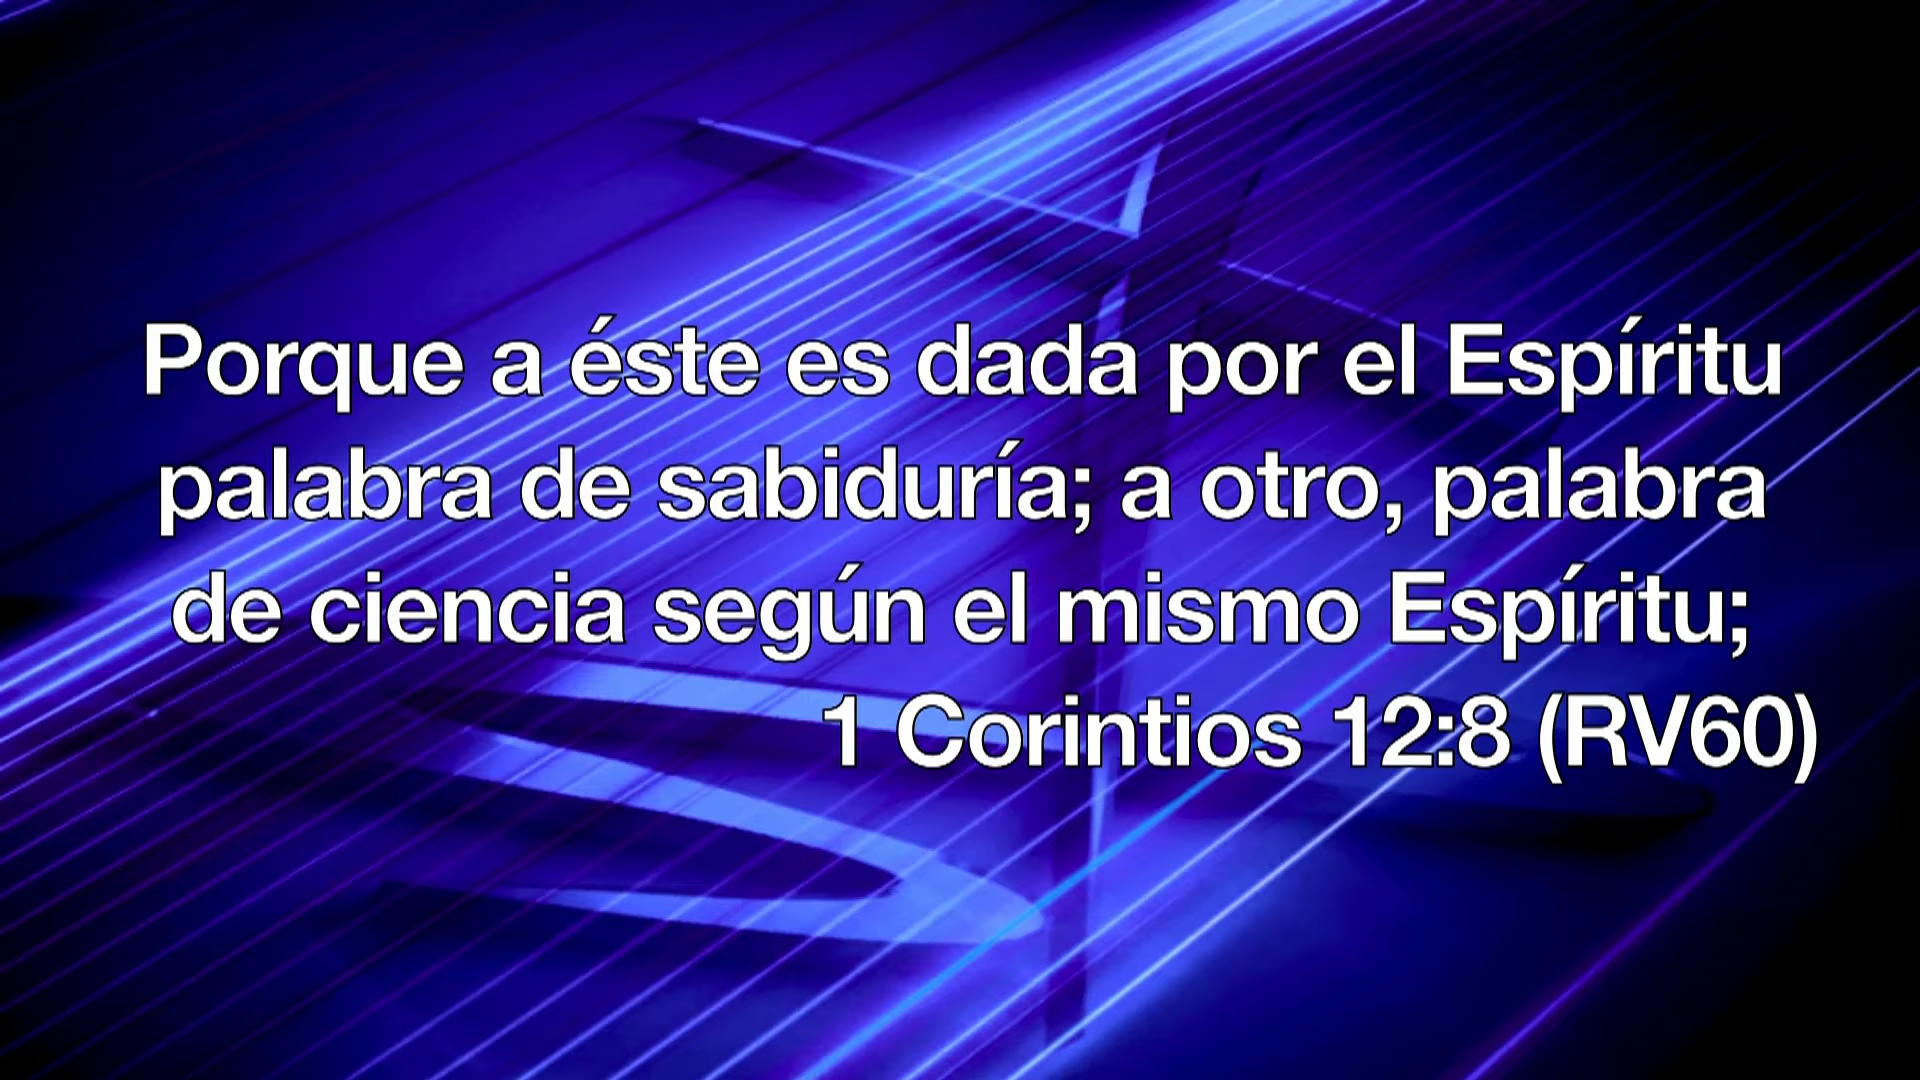 Porque a éste es dada por el Espíritu
palabra de sabiduría; a otro, palabra
de ciencia según el mismo Espíritu;
1 Corintios 12:8 (RV60)